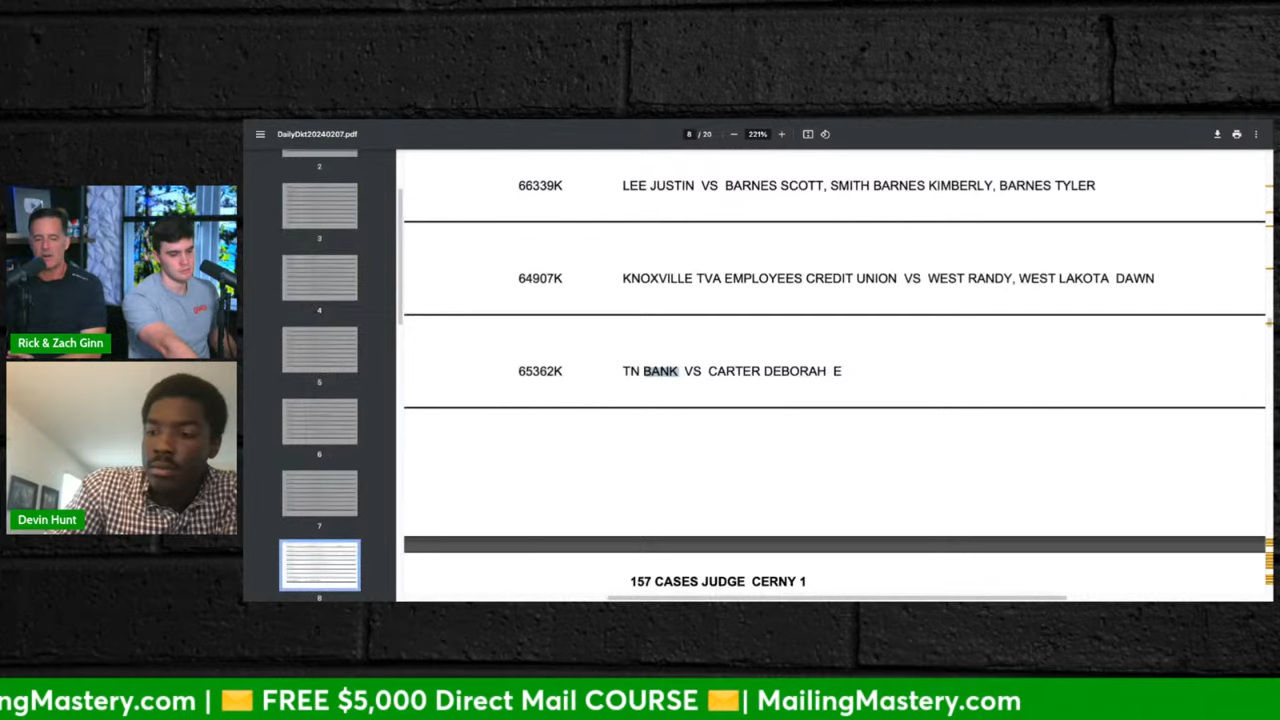 DailyDkt20240207.pdf
8 / 20
221%
2
3
4
5
6
7
8
66339K LEE JUSTIN VS BARNES SCOTT, SMITH BARNES KIMBERLY, BARNES TYLER
64907K KNOXVILLE TVA EMPLOYEES CREDIT UNION VS WEST RANDY, WEST LAKOTA DAWN
65362K TN BANK VS CARTER DEBORAH E
157 CASES JUDGE CERNY 1
Rick & Zach Ginn
Devin Hunt
ngMastery.com | ✉️ FREE $5,000 Direct Mail COURSE ✉️| MailingMastery.com